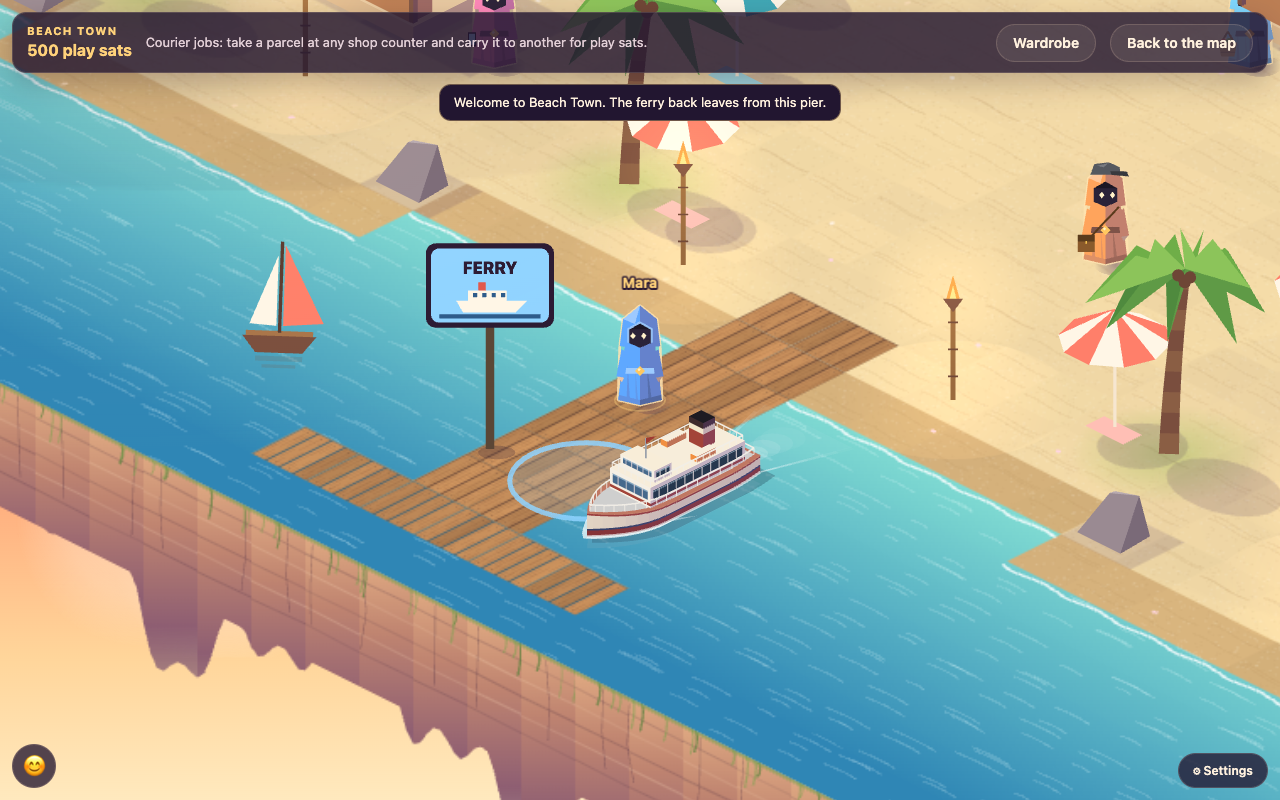 BEACH TOWN
500 play sats
Courier jobs: take a parcel at any shop counter and carry it to another for play sats.
Wardrobe
Back to the map
Welcome to Beach Town. The ferry back leaves from this pier.
FERRY
Mara
Settings